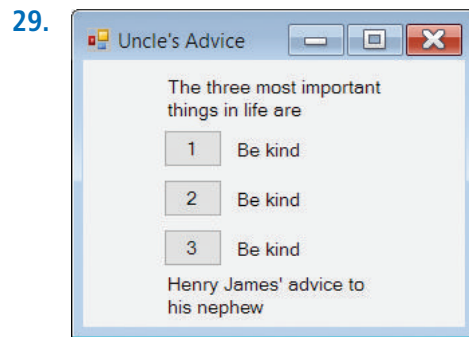 29.
Uncle's Advice
The three most important
things in life are
1 Be kind
2 Be kind
3 Be kind
Henry James' advice to
his nephew